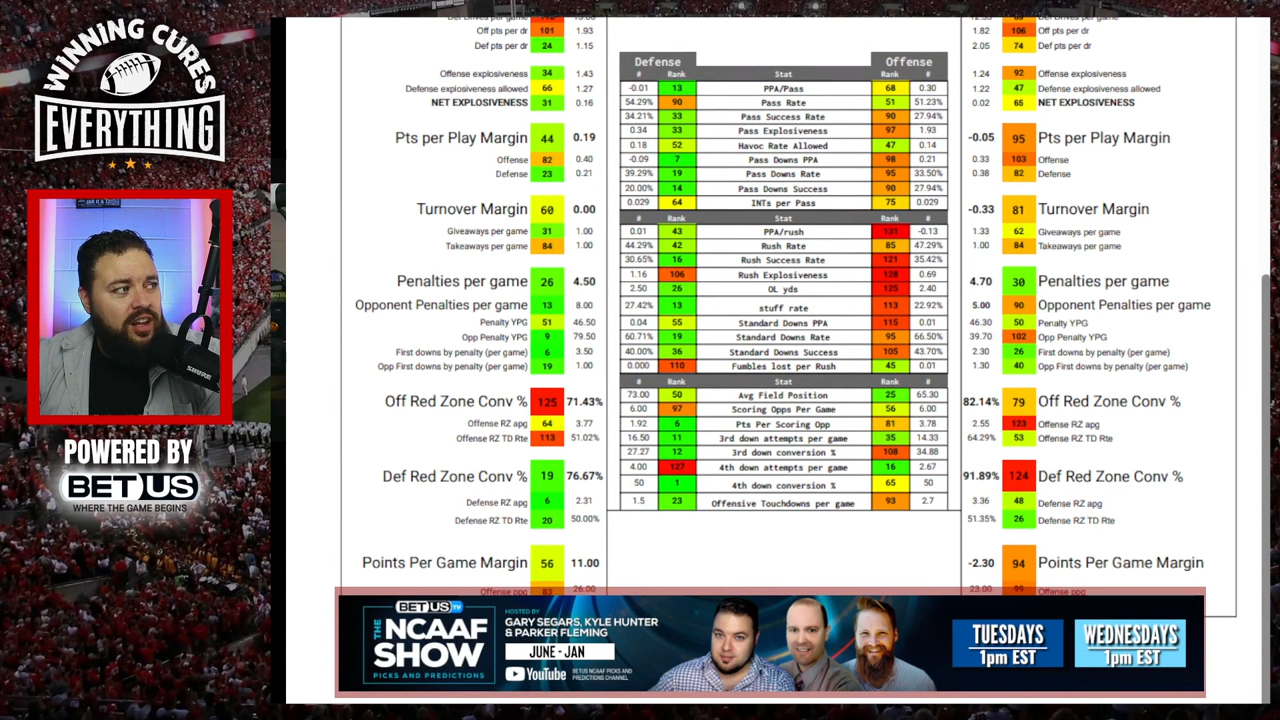 WINNING CURES
EVERYTHING
SHURE
POWERED BY
BETUS
WHERE THE GAME BEGINS
Off pts per dr 101 1.93
Def pts per dr 24 1.15
Offense explosiveness 34 1.43
Defense explosiveness allowed 66 1.27
NET EXPLOSIVENESS 31 0.16
Pts per Play Margin 44 0.19
Offense 82 0.40
Defense 23 0.21
Turnover Margin 60 0.00
Giveaways per game 31 1.00
Takeaways per game 84 1.00
Penalties per game 26 4.50
Opponent Penalties per game 13 8.00
Penalty YPG 51 46.50
Opp Penalty YPG 9 79.50
First downs by penalty (per game) 6 3.50
Opp First downs by penalty (per game) 19 1.00
Off Red Zone Conv % 125 71.43%
Offense RZ apg 64 3.77
Offense RZ TD Rte 113 51.02%
Def Red Zone Conv % 19 76.67%
Defense RZ apg 6 2.31
Defense RZ TD Rte 20 50.00%
Points Per Game Margin 56 11.00
Offense ppg 83 26.00
Defense Offense
# Rank Stat Rank #
-0.01 13 PPA/Pass 68 0.30
54.29% 90 Pass Rate 51 51.23%
34.21% 33 Pass Success Rate 90 27.94%
0.34 33 Pass Explosiveness 97 1.93
0.18 52 Havoc Rate Allowed 47 0.14
-0.09 7 Pass Downs PPA 98 0.21
39.29% 19 Pass Downs Rate 95 33.50%
20.00% 14 Pass Downs Success 90 27.94%
0.029 64 INTs per Pass 75 0.029
# Rank Stat Rank #
0.01 43 PPA/rush 131 -0.13
44.29% 42 Rush Rate 85 47.29%
30.65% 16 Rush Success Rate 121 35.42%
1.16 106 Rush Explosiveness 128 0.69
2.50 26 OL yds 125 2.40
27.42% 13 stuff rate 113 22.92%
0.04 55 Standard Downs PPA 115 0.01
60.71% 19 Standard Downs Rate 95 66.50%
40.00% 36 Standard Downs Success 105 43.70%
0.000 110 Fumbles lost per Rush 45 0.01
# Rank Stat Rank #
73.00 50 Avg Field Position 25 65.30
6.00 97 Scoring Opps Per Game 56 6.00
1.92 6 Pts Per Scoring Opp 81 3.78
16.50 11 3rd down attempts per game 35 14.33
27.27 12 3rd down conversion % 108 34.88
4.00 127 4th down attempts per game 16 2.67
50 1 4th down conversion % 65 50
1.5 23 Offensive Touchdowns per game 93 2.7
1.82 106 Off pts per dr
2.05 74 Def pts per dr
1.24 92 Offense explosiveness
1.22 47 Defense explosiveness allowed
0.02 65 NET EXPLOSIVENESS
-0.05 95 Pts per Play Margin
0.33 103 Offense
0.38 82 Defense
-0.33 81 Turnover Margin
1.33 62 Giveaways per game
1.00 84 Takeaways per game
4.70 30 Penalties per game
5.00 90 Opponent Penalties per game
46.30 50 Penalty YPG
39.70 102 Opp Penalty YPG
2.30 26 First downs by penalty (per game)
1.30 40 Opp First downs by penalty (per game)
82.14% 79 Off Red Zone Conv %
2.55 123 Offense RZ apg
64.29% 53 Offense RZ TD Rte
91.89% 124 Def Red Zone Conv %
3.36 48 Defense RZ apg
51.35% 26 Defense RZ TD Rte
-2.30 94 Points Per Game Margin
23.00 99 Offense ppg
BETUS TV
THE NCAAF
SHOW
PICKS AND PREDICTIONS
HOSTED BY
GARY SEGARS, KYLE HUNTER
& PARKER FLEMING
JUNE - JAN
YouTube
BETUS NCAAF PICKS AND
PREDICTIONS CHANNEL
TUESDAYS
1pm EST
WEDNESDAYS
1pm EST